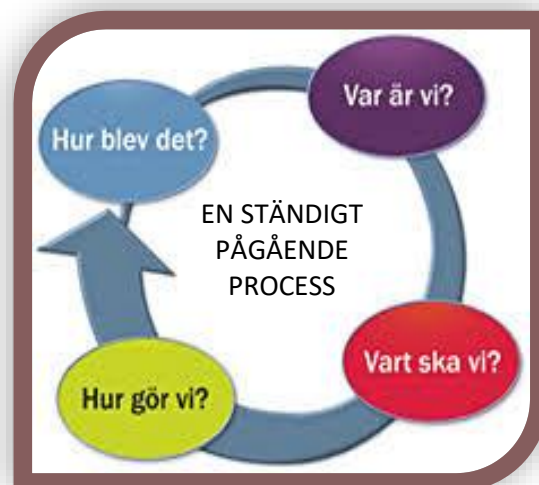 Var är vi?
Hur blev det?
EN STÄNDIGT
PÅGÅENDE
PROCESS
Vart ska vi?
Hur gör vi?